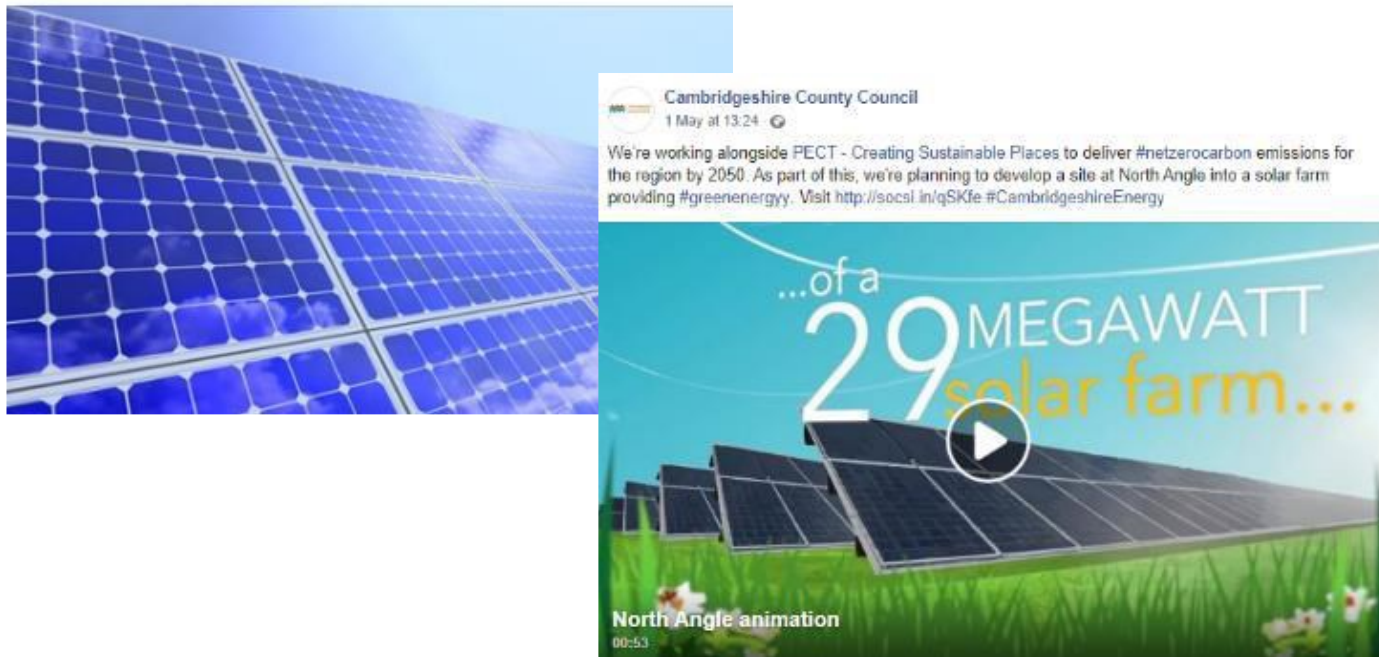 Cambridgeshire County Council
1 May at 13:24
We're working alongside PECT - Creating Sustainable Places to deliver #netzerocarbon emissions for
the region by 2050. As part of this, we're planning to develop a site at North Angle into a solar farm
providing #greenenergyy. Visit http://socsi.in/qSKfe #CambridgeshireEnergy
...of a
29 MEGAWATT
solar farm...
North Angle animation
00:53